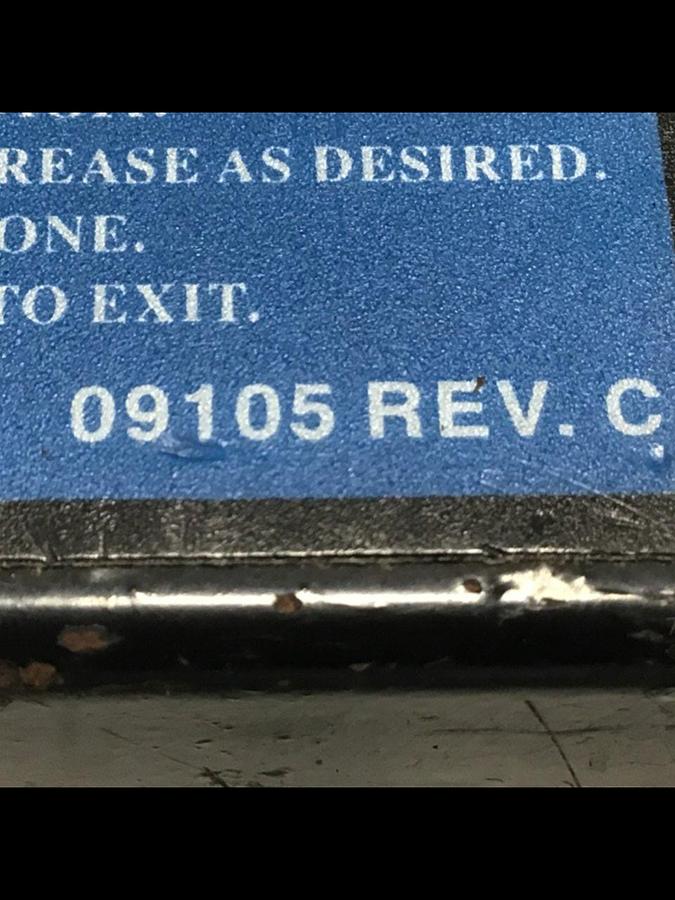 REASE AS DESIRED.
ONE.
TO EXIT.
09105 REV. C